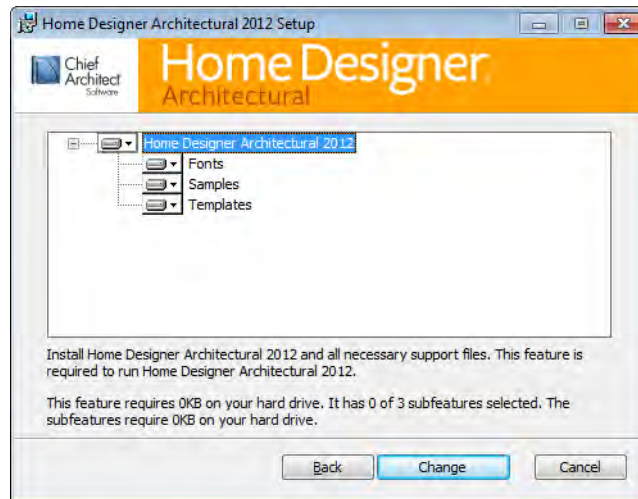 Home Designer Architectural 2012 Setup
Chief
Architect
Software
Home Designer
Architectural
Home Designer Architectural 2012
Fonts
Samples
Templates
Install Home Designer Architectural 2012 and all necessary support files. This feature is
required to run Home Designer Architectural 2012.
This feature requires 0KB on your hard drive. It has 0 of 3 subfeatures selected. The
subfeatures require 0KB on your hard drive.
Back
Change
Cancel